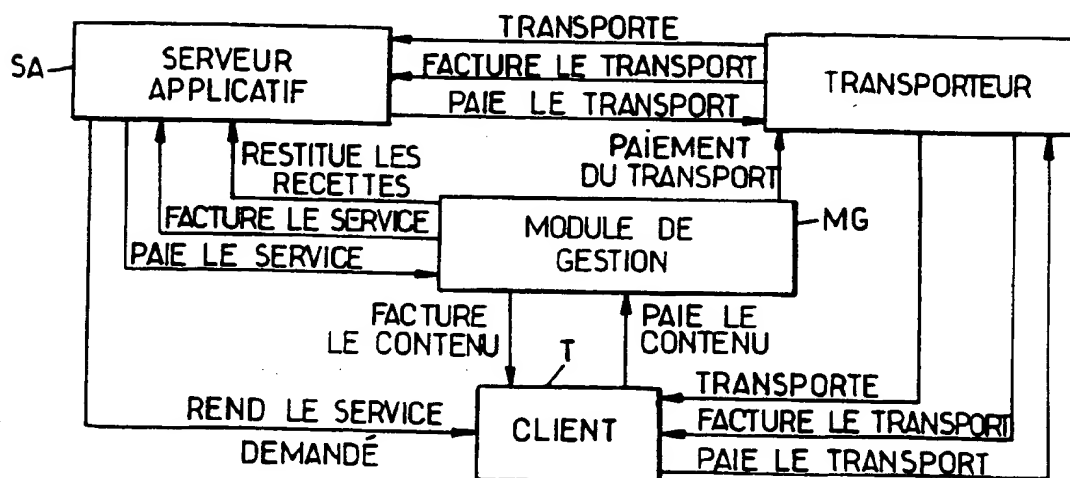 TRANSPORTE
SA
SERVEUR
APPLICATIF
FACTURE LE TRANSPORT
PAIE LE TRANSPORT
TRANSPORTEUR
RESTITUE LES
RECETTES
PAIEMENT
DU TRANSPORT
FACTURE LE SERVICE
PAIE LE SERVICE
MODULE DE
GESTION
MG
FACTURE
LE CONTENU
PAIE LE
CONTENU
T
REND LE SERVICE
DEMANDÉ
CLIENT
TRANSPORTE
FACTURE LE TRANSPORT
PAIE LE TRANSPORT